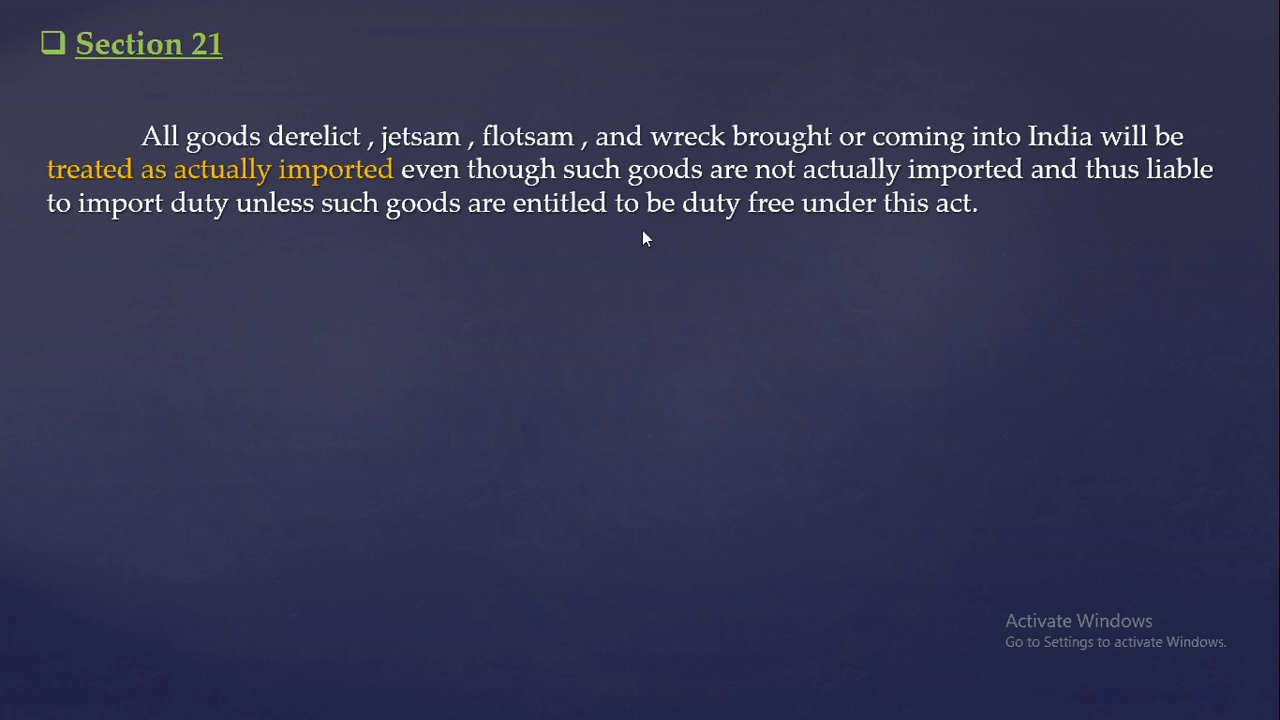 ❑ Section 21
All goods derelict , jetsam , flotsam , and wreck brought or coming into India will be
treated as actually imported even though such goods are not actually imported and thus liable
to import duty unless such goods are entitled to be duty free under this act.
Activate Windows
Go to Settings to activate Windows.